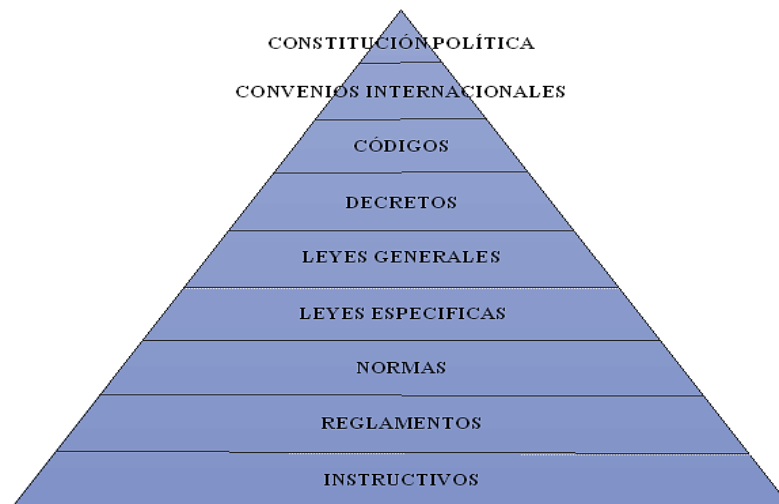 CONSTITUCIÓN POLÍTICA
CONVENIOS INTERNACIONALES
CÓDIGOS
DECRETOS
LEYES GENERALES
LEYES ESPECIFICAS
NORMAS
REGLAMENTOS
INSTRUCTIVOS